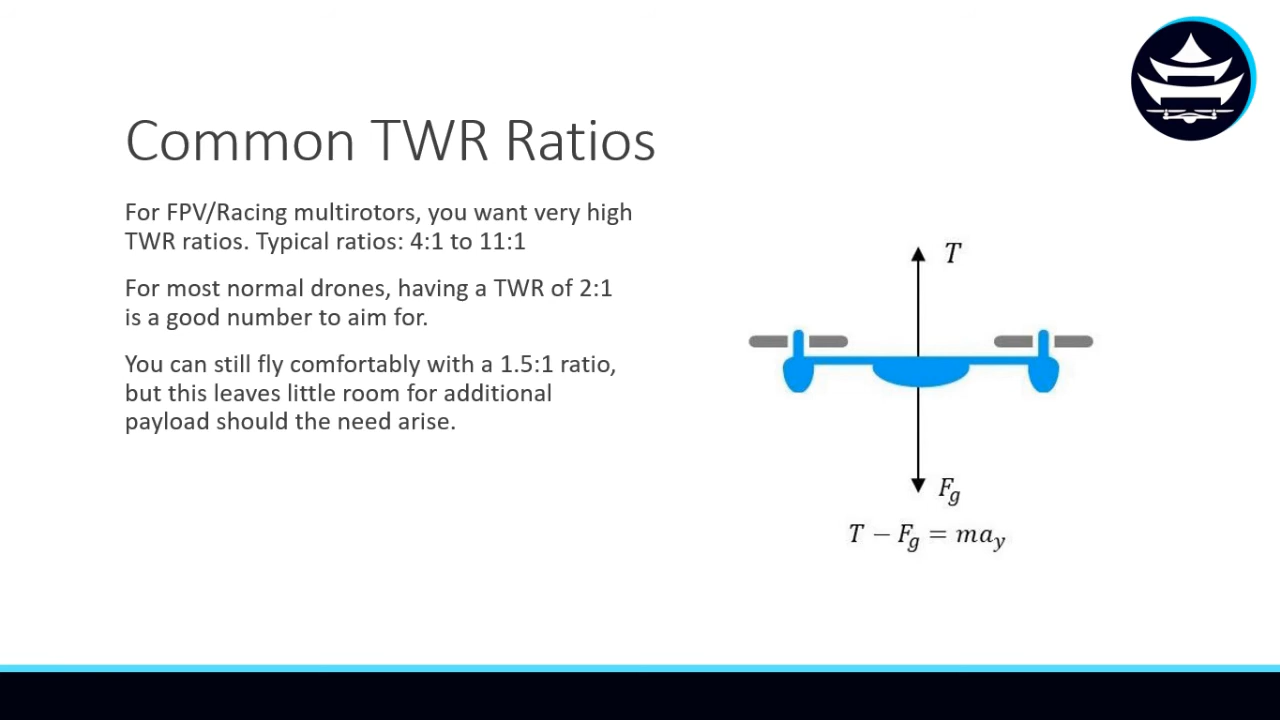 Common TWR Ratios
For FPV/Racing multirotors, you want very high
TWR ratios. Typical ratios: 4:1 to 11:1
For most normal drones, having a TWR of 2:1
is a good number to aim for.
You can still fly comfortably with a 1.5:1 ratio,
but this leaves little room for additional
payload should the need arise.
T
F_g
T − F_g = ma_y